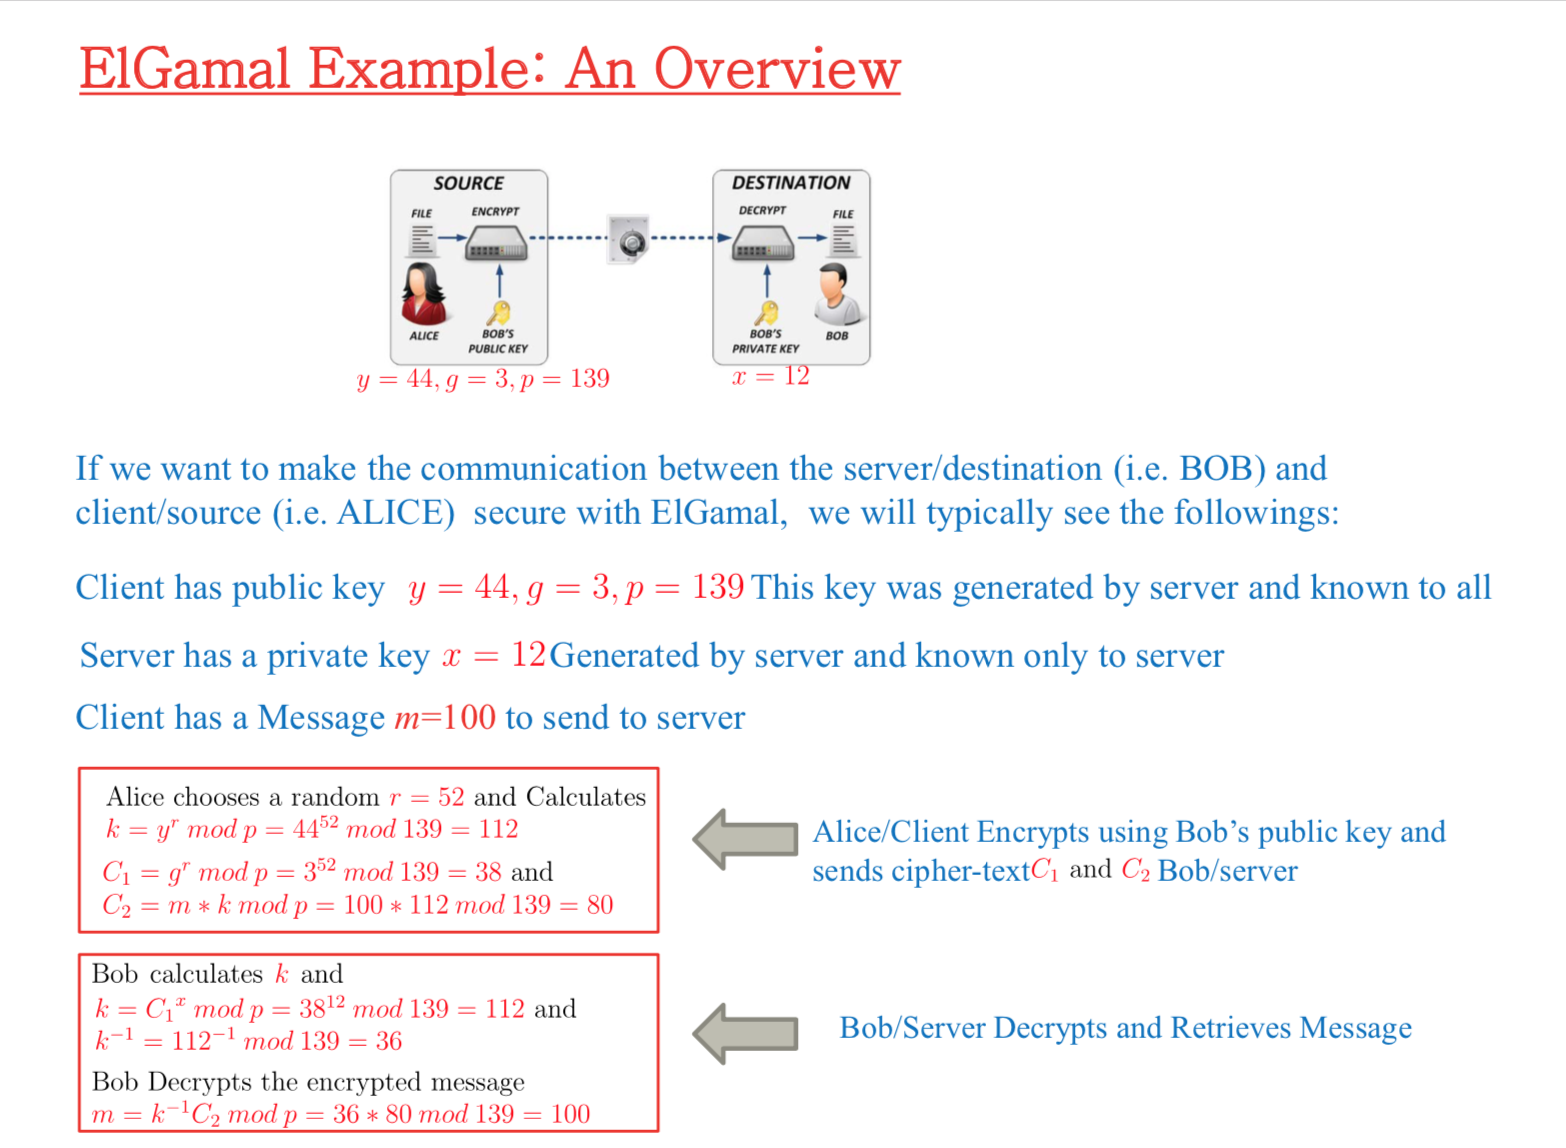 ElGamal Example: An Overview
SOURCE
DESTINATION
FILE ENCRYPT
DECRYPT FILE
ALICE
BOB'S
PUBLIC KEY
BOB'S
PRIVATE KEY
BOB
y = 44, g = 3, p = 139
x = 12
If we want to make the communication between the server/destination (i.e. BOB) and
client/source (i.e. ALICE) secure with ElGamal, we will typically see the followings:
Client has public key y = 44, g = 3, p = 139 This key was generated by server and known to all
Server has a private key x = 12 Generated by server and known only to server
Client has a Message m=100 to send to server
Alice chooses a random r = 52 and Calculates
k = y^r mod p = 44^52 mod 139 = 112
C₁ = g^r mod p = 3^52 mod 139 = 38 and
C₂ = m ∗ k mod p = 100 ∗ 112 mod 139 = 80
Alice/Client Encrypts using Bob's public key and
sends cipher-text C₁ and C₂ Bob/server
Bob calculates k and
k = C₁^x mod p = 38^12 mod 139 = 112 and
k^−1 = 112^−1 mod 139 = 36
Bob Decrypts the encrypted message
m = k^−1C₂ mod p = 36 ∗ 80 mod 139 = 100
Bob/Server Decrypts and Retrieves Message